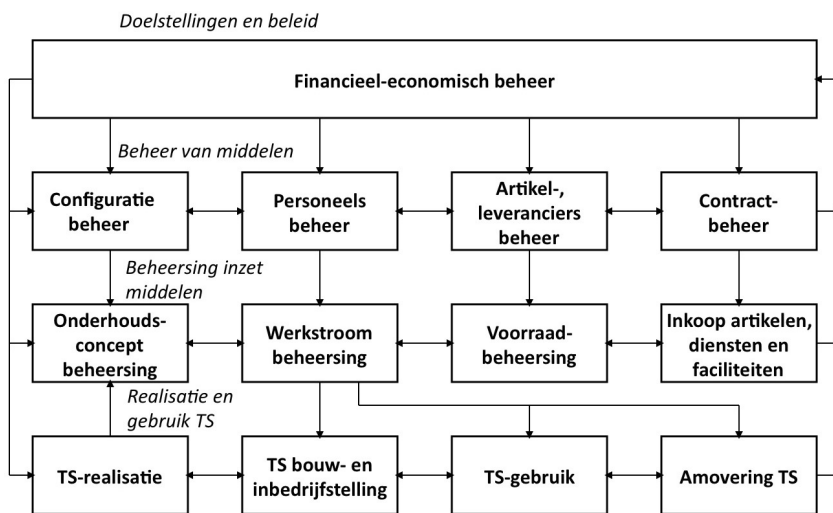 Doelstellingen en beleid
Financieel-economisch beheer
Beheer van middelen
Configuratie
beheer
Personeels
beheer
Artikel-,
leveranciers
beheer
Contract-
beheer
Beheersing inzet
middelen
Onderhouds-
concept
beheersing
Werkstroom
beheersing
Voorraad-
beheersing
Inkoop artikelen,
diensten en
faciliteiten
Realisatie en
gebruik TS
TS-realisatie
TS bouw- en
inbedrijfstelling
TS-gebruik
Amovering TS